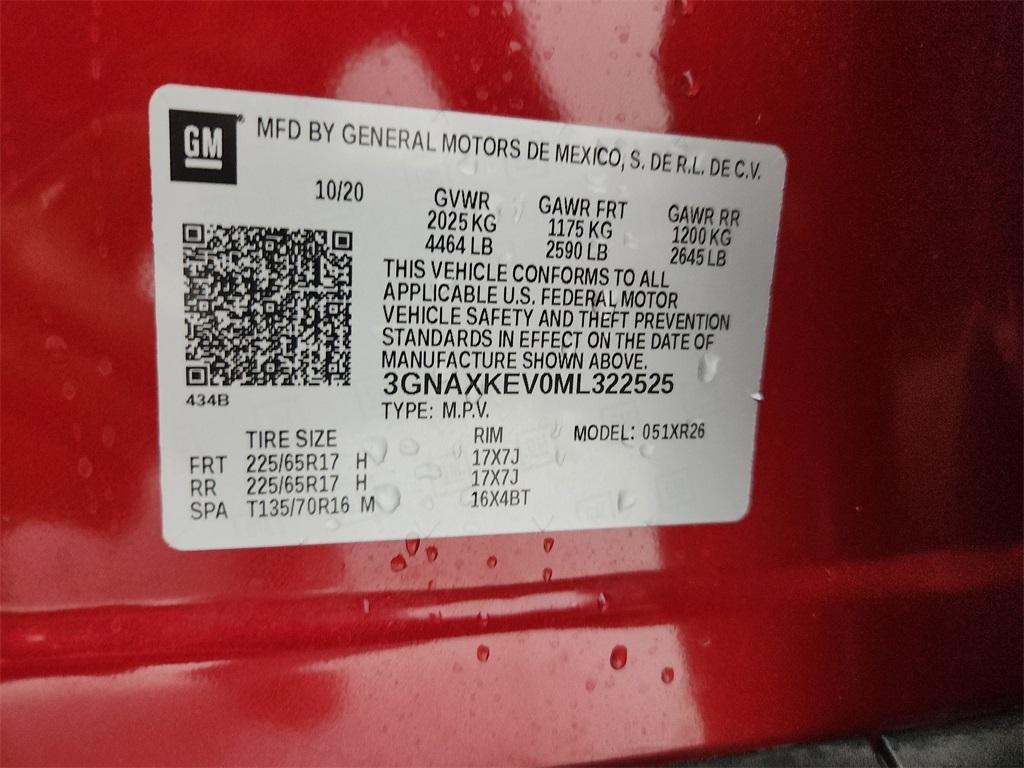 GM MFD BY GENERAL MOTORS DE MEXICO, S. DE R.L. DE C.V.
10/20 GVWR GAWR FRT GAWR RR
2025 KG 1175 KG 1200 KG
4464 LB 2590 LB 2645 LB
THIS VEHICLE CONFORMS TO ALL
APPLICABLE U.S. FEDERAL MOTOR
VEHICLE SAFETY AND THEFT PREVENTION
STANDARDS IN EFFECT ON THE DATE OF
MANUFACTURE SHOWN ABOVE.
3GNAXKEV0ML322525
434B
TYPE: M.P.V.
TIRE SIZE RIM MODEL: 051XR26
FRT 225/65R17 H 17X7J
RR 225/65R17 H 17X7J
SPA T135/70R16 M 16X4BT